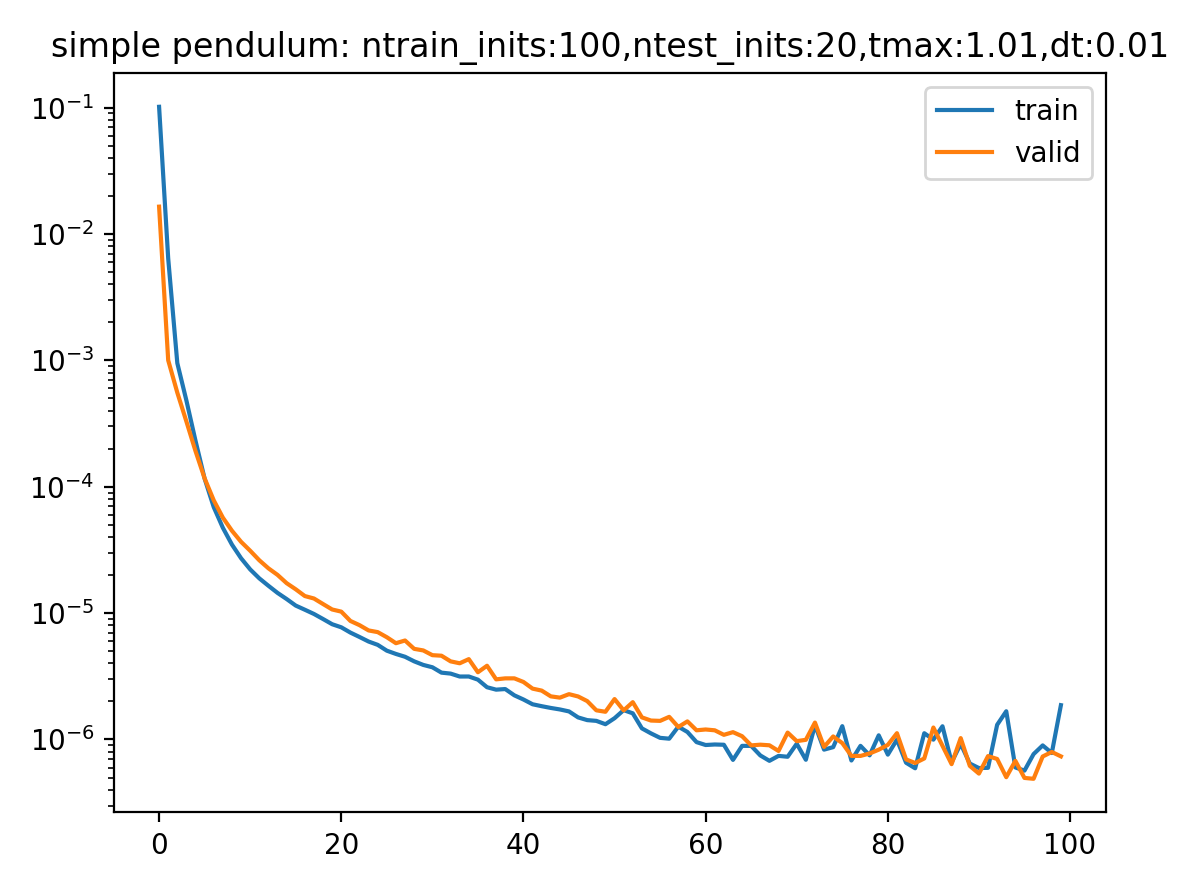 simple pendulum: ntrain_inits:100,ntest_inits:20,tmax:1.01,dt:0.01
train
valid
10⁻¹
10⁻²
10⁻³
10⁻⁴
10⁻⁵
10⁻⁶
0 20 40 60 80 100